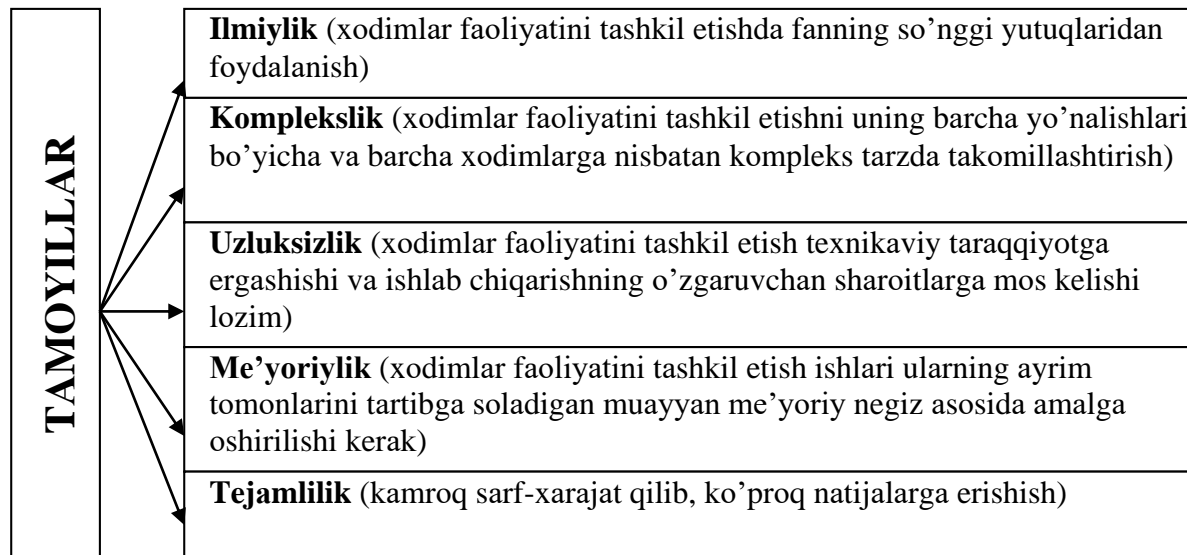 TAMOYILLAR
Ilmiylik (xodimlar faoliyatini tashkil etishda fanning so’nggi yutuqlaridan
foydalanish)
Komplekslik (xodimlar faoliyatini tashkil etishni uning barcha yo’nalishlari
bo’yicha va barcha xodimlarga nisbatan kompleks tarzda takomillashtirish)
Uzluksizlik (xodimlar faoliyatini tashkil etish texnikaviy taraqqiyotga
ergashishi va ishlab chiqarishning o’zgaruvchan sharoitlarga mos kelishi
lozim)
Me’yoriylik (xodimlar faoliyatini tashkil etish ishlari ularning ayrim
tomonlarini tartibga soladigan muayyan me’yoriy negiz asosida amalga
oshirilishi kerak)
Tejamlilik (kamroq sarf-xarajat qilib, ko’proq natijalarga erishish)